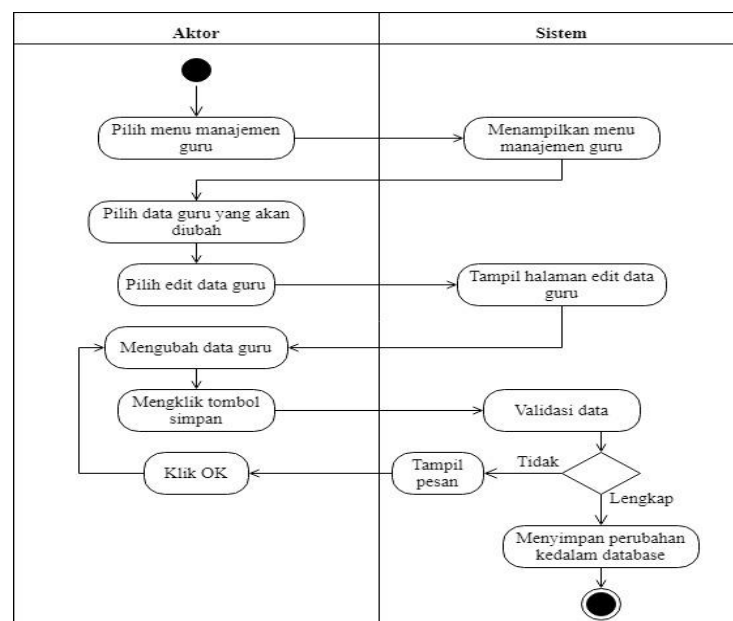 Aktor
Sistem
Pilih menu manajemen
guru
Menampilkan menu
manajemen guru
Pilih data guru yang akan
diubah
Pilih edit data guru
Tampil halaman edit data
guru
Mengubah data guru
Mengklik tombol
simpan
Validasi data
Tidak
Tampil
pesan
Klik OK
Lengkap
Menyimpan perubahan
kedalam database